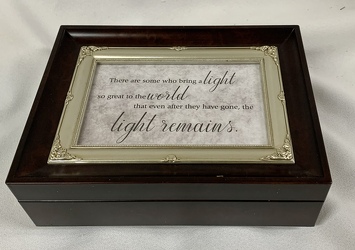 There are some who bring a light
so great to the world
that even after they have gone, the
light remains.